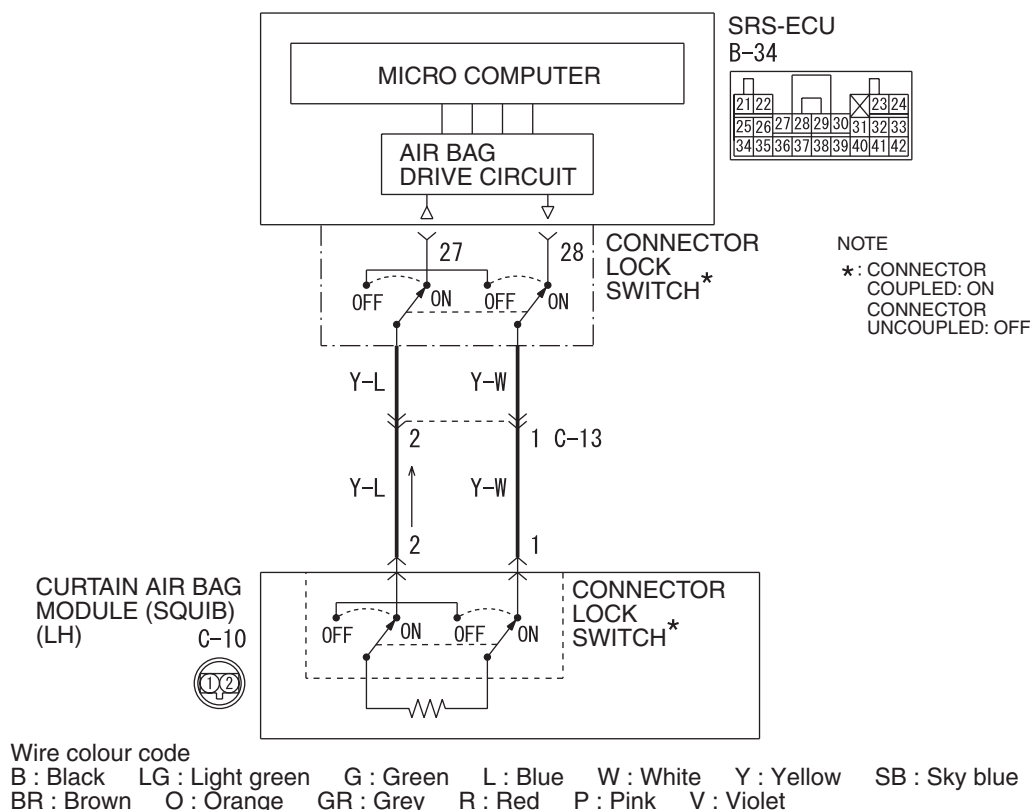 SRS-ECU
B-34
MICRO COMPUTER
21 22 23 24
25 26 27 28 29 30 31 32 33
34 35 36 37 38 39 40 41 42
AIR BAG
DRIVE CIRCUIT
27 28
CONNECTOR
LOCK
SWITCH*
OFF ON OFF ON
NOTE
*: CONNECTOR
COUPLED: ON
CONNECTOR
UNCOUPLED: OFF
Y-L Y-W
2 1 C-13
Y-L Y-W
2 1
CURTAIN AIR BAG
MODULE (SQUIB)
(LH)
C-10
1 2
CONNECTOR
LOCK
SWITCH*
OFF ON OFF ON
Wire colour code
B : Black LG : Light green G : Green L : Blue W : White Y : Yellow SB : Sky blue
BR : Brown O : Orange GR : Grey R : Red P : Pink V : Violet